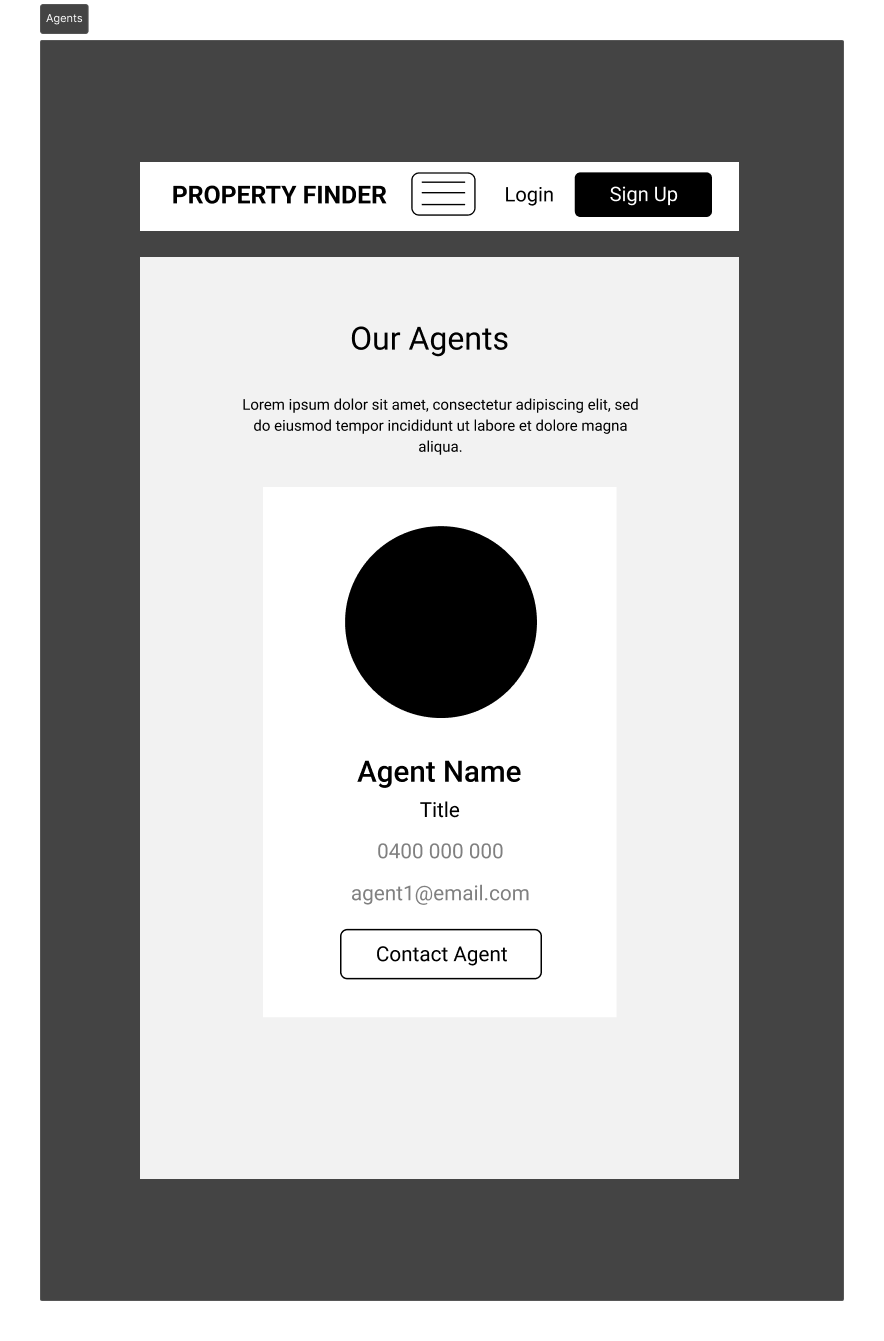 Agents
PROPERTY FINDER
Login
Sign Up
Our Agents
Lorem ipsum dolor sit amet, consectetur adipiscing elit, sed
do eiusmod tempor incididunt ut labore et dolore magna
aliqua.
Agent Name
Title
0400 000 000
agent1@email.com
Contact Agent